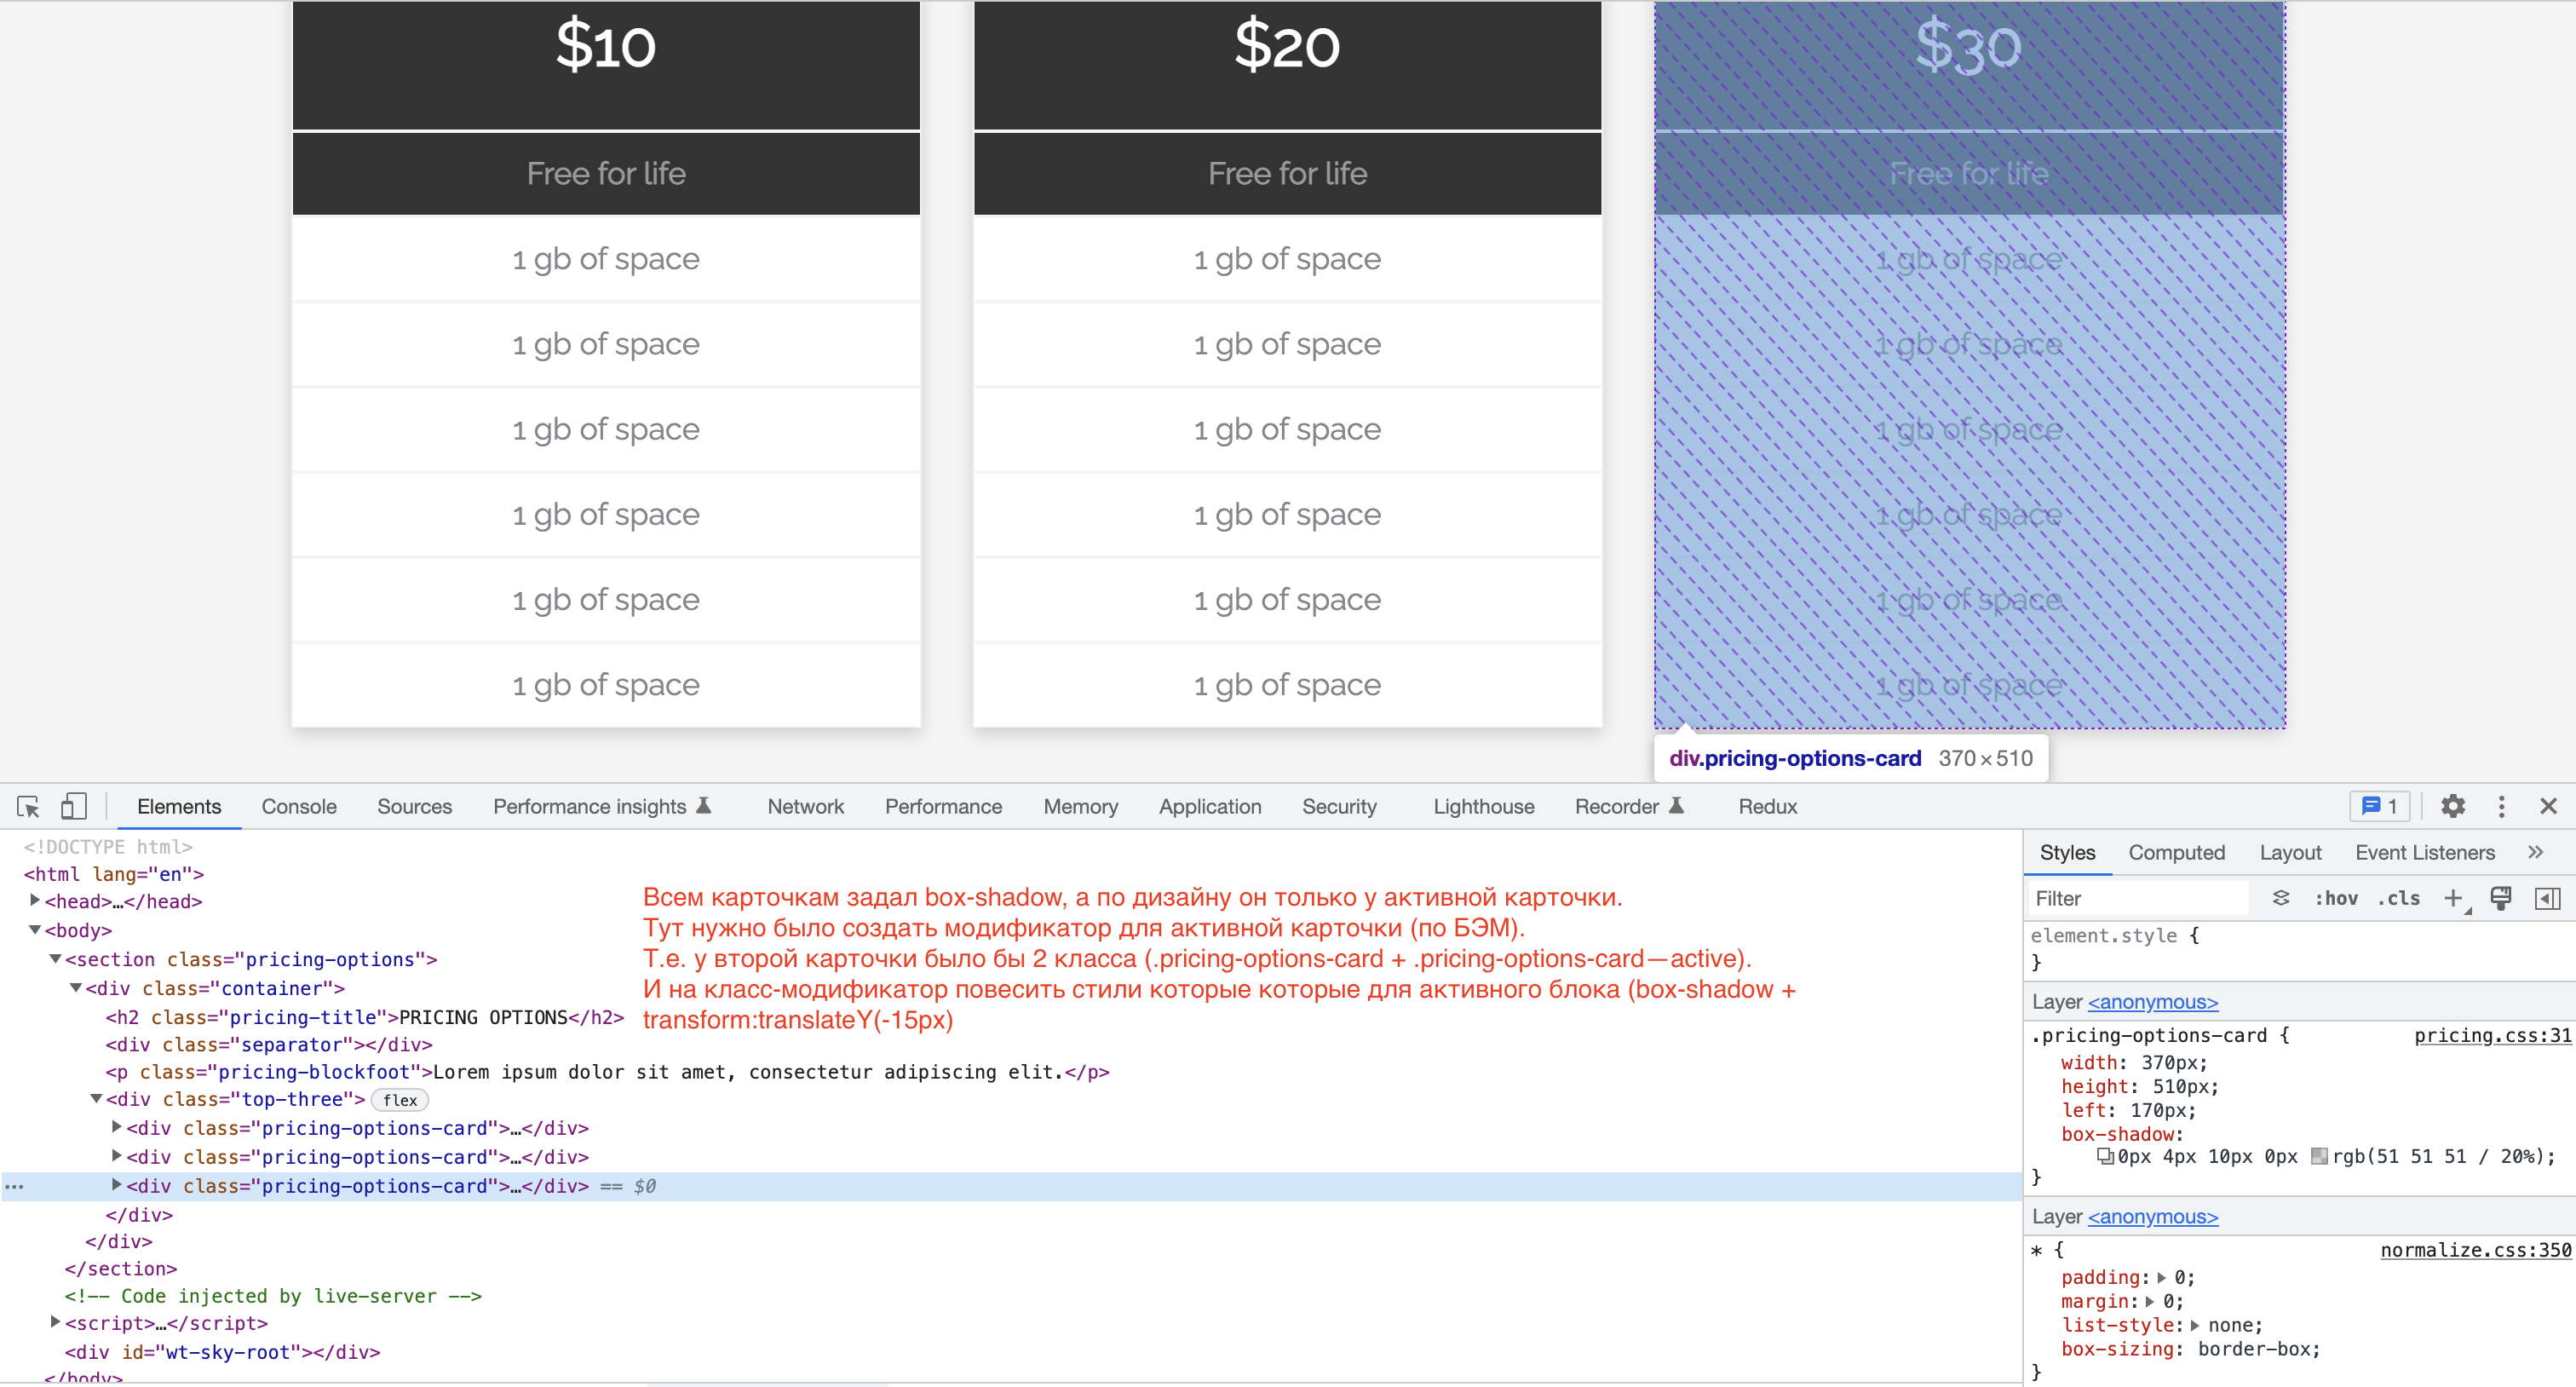 $10 $20 $30
Free for life Free for life Free for life
1 gb of space 1 gb of space 1 gb of space
1 gb of space 1 gb of space 1 gb of space
1 gb of space 1 gb of space 1 gb of space
1 gb of space 1 gb of space 1 gb of space
1 gb of space 1 gb of space 1 gb of space
1 gb of space 1 gb of space 1 gb of space
div.pricing-options-card 370×510
Elements Console Sources Performance insights Network Performance Memory Application Security Lighthouse Recorder Redux 1
<!DOCTYPE html>
<html lang="en">
<head>…</head>
<body>
<section class="pricing-options">
<div class="container">
<h2 class="pricing-title">PRICING OPTIONS</h2>
<div class="separator"></div>
<p class="pricing-blockfoot">Lorem ipsum dolor sit amet, consectetur adipiscing elit.</p>
<div class="top-three"> flex
<div class="pricing-options-card">…</div>
<div class="pricing-options-card">…</div>
<div class="pricing-options-card">…</div> == $0
</div>
</div>
</section>
<!-- Code injected by live-server -->
<script>…</script>
<div id="wt-sky-root"></div>
</body>
Всем карточкам задал box-shadow, а по дизайну он только у активной карточки.
Тут нужно было создать модификатор для активной карточки (по БЭМ).
Т.е. у второй карточки было бы 2 класса (.pricing-options-card + .pricing-options-card—active).
И на класс-модификатор повесить стили которые которые для активного блока (box-shadow +
transform:translateY(-15px)
Styles Computed Layout Event Listeners »
Filter :hov .cls +
element.style {
}
Layer <anonymous>
.pricing-options-card { pricing.css:31
width: 370px;
height: 510px;
left: 170px;
box-shadow:
0px 4px 10px 0px rgb(51 51 51 / 20%);
}
Layer <anonymous>
* { normalize.css:350
padding: 0;
margin: 0;
list-style: none;
box-sizing: border-box;
}